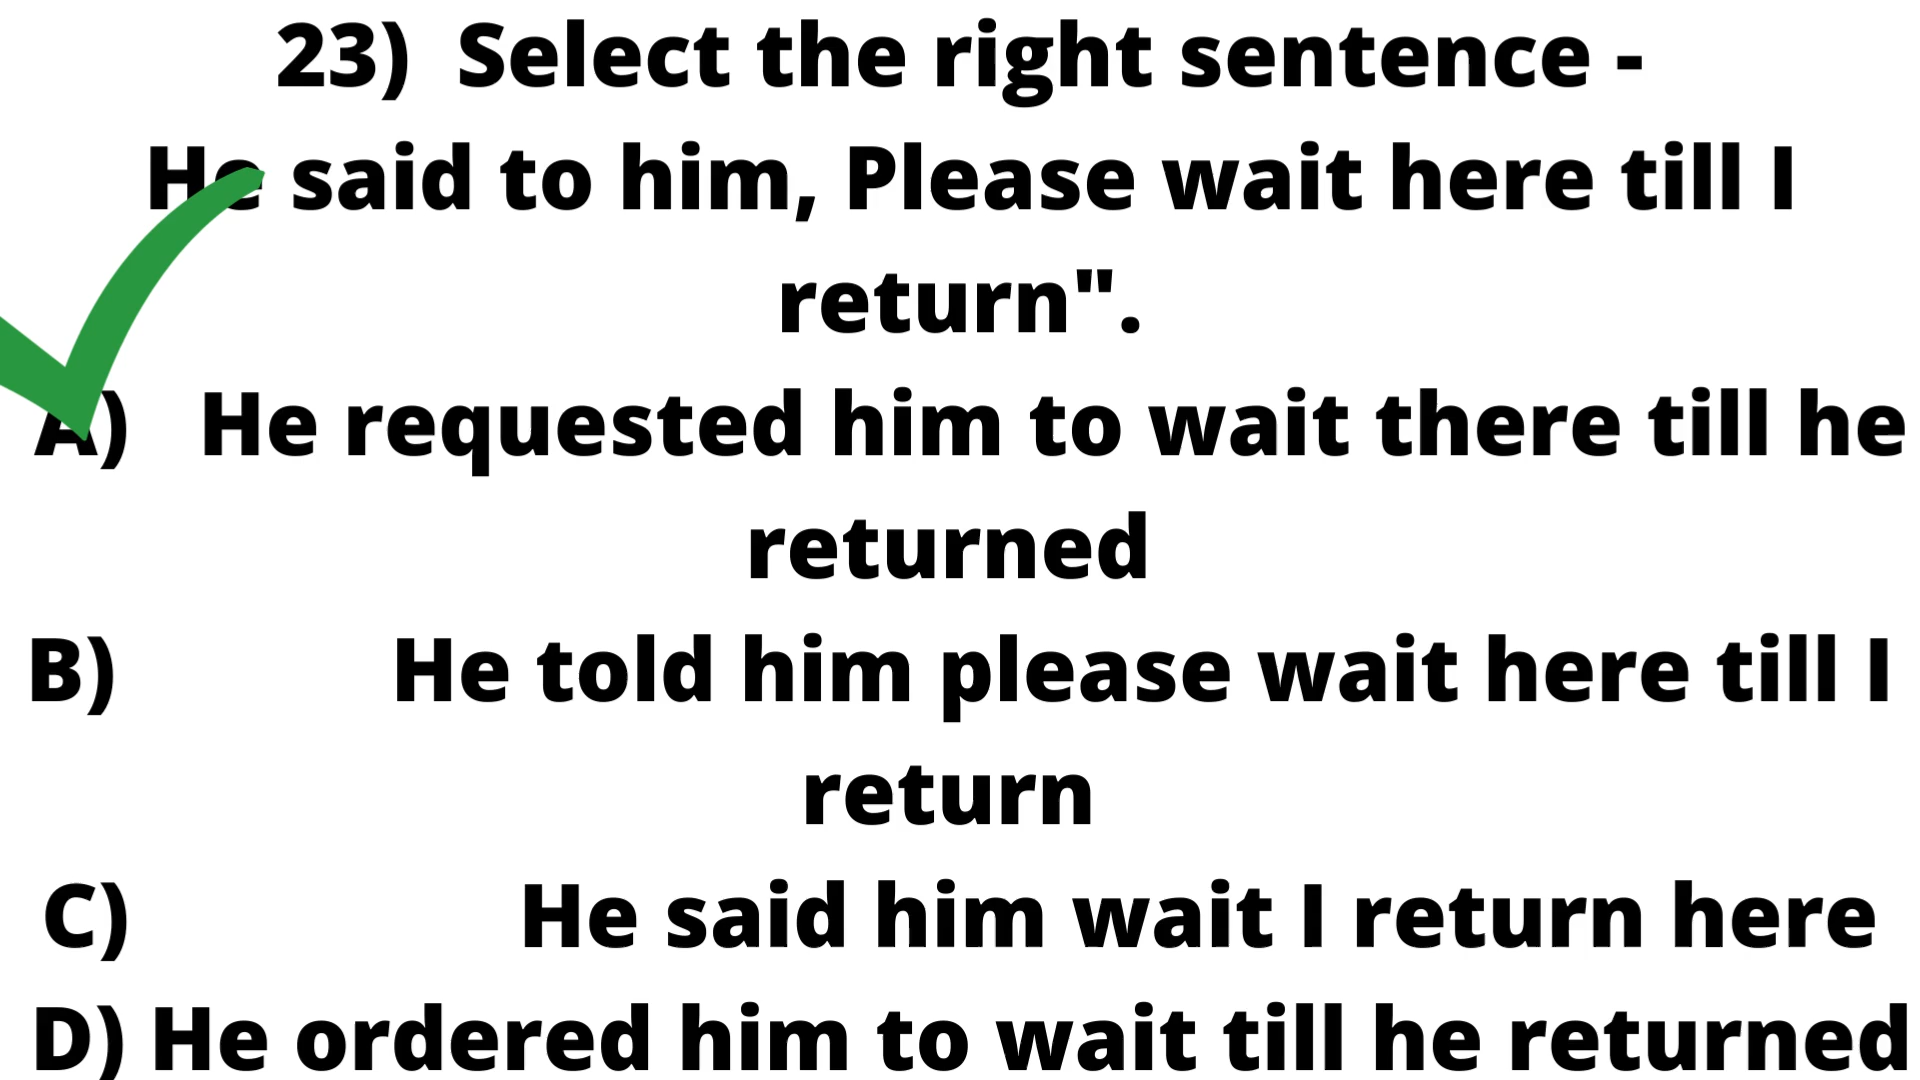 23) Select the right sentence -
He said to him, Please wait here till I
return".
A) He requested him to wait there till he
returned
B) He told him please wait here till I
return
C) He said him wait I return here
D) He ordered him to wait till he returned